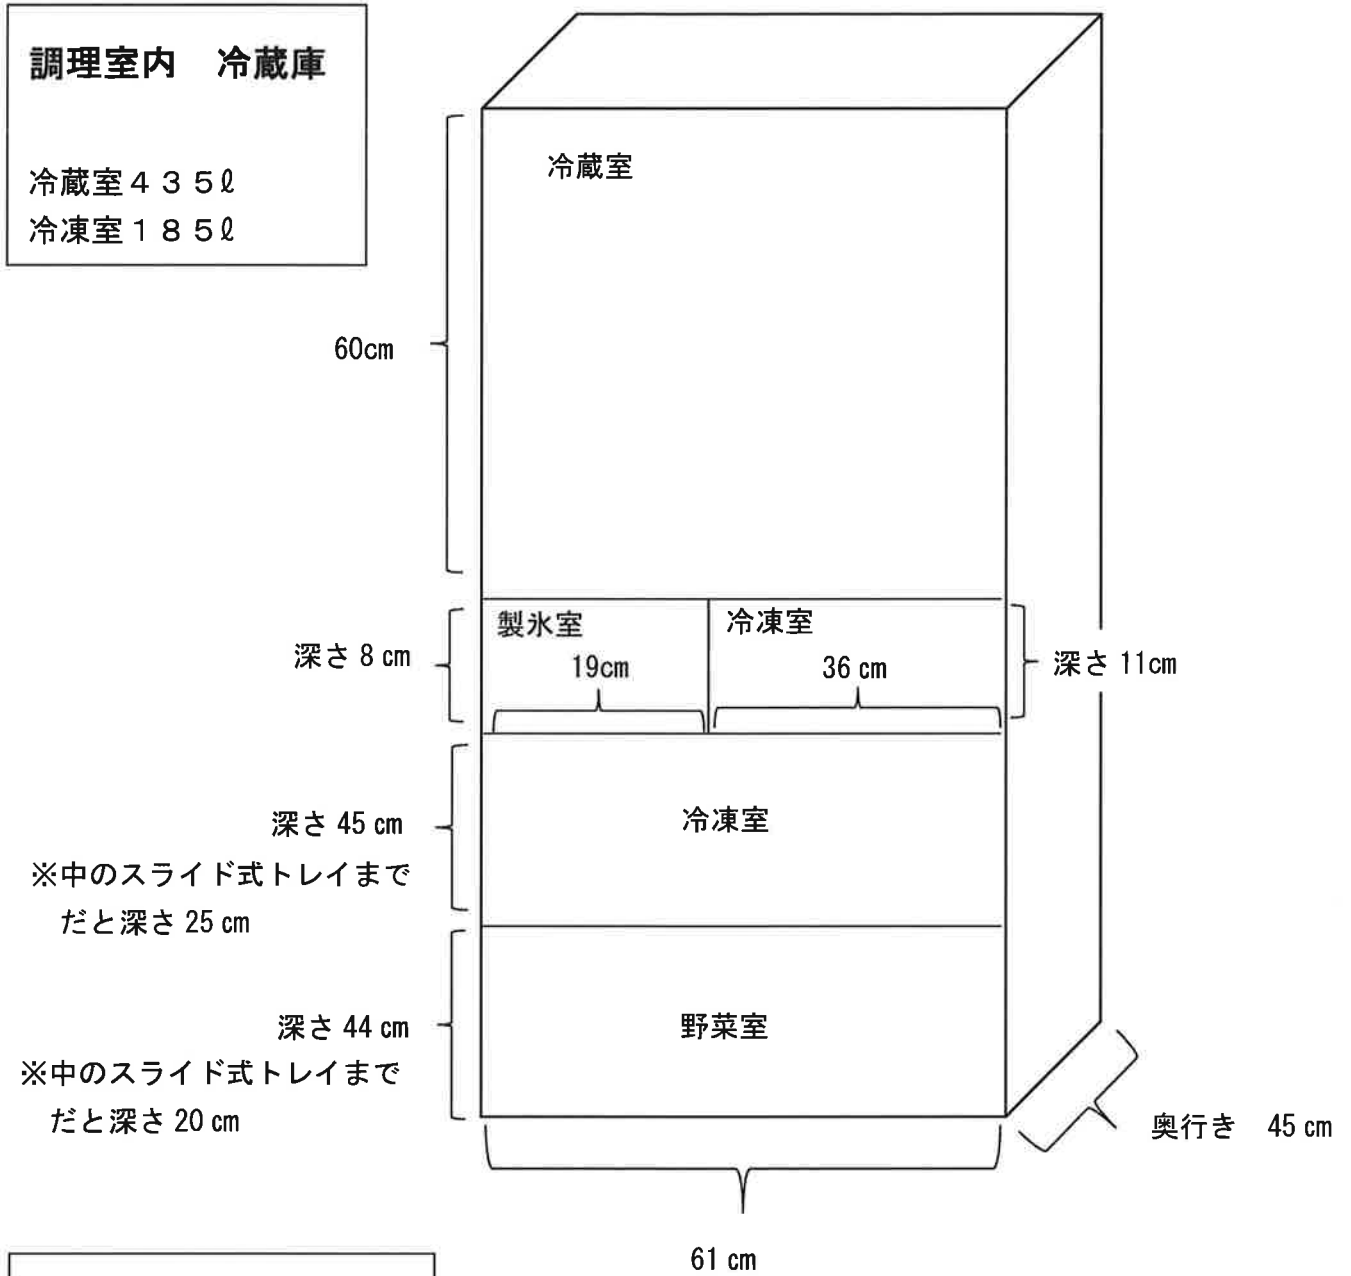 調理室内　冷蔵庫
冷蔵室４３５ℓ
冷凍室１８５ℓ
冷蔵室
60cm
製氷室
冷凍室
深さ 8 ㎝
19cm
36 ㎝
深さ 11㎝
深さ 45 ㎝
冷凍室
※中のスライド式トレイまで
だと深さ 25 ㎝
深さ 44 ㎝
野菜室
※中のスライド式トレイまで
だと深さ 20 ㎝
奥行き　45 ㎝
61 ㎝